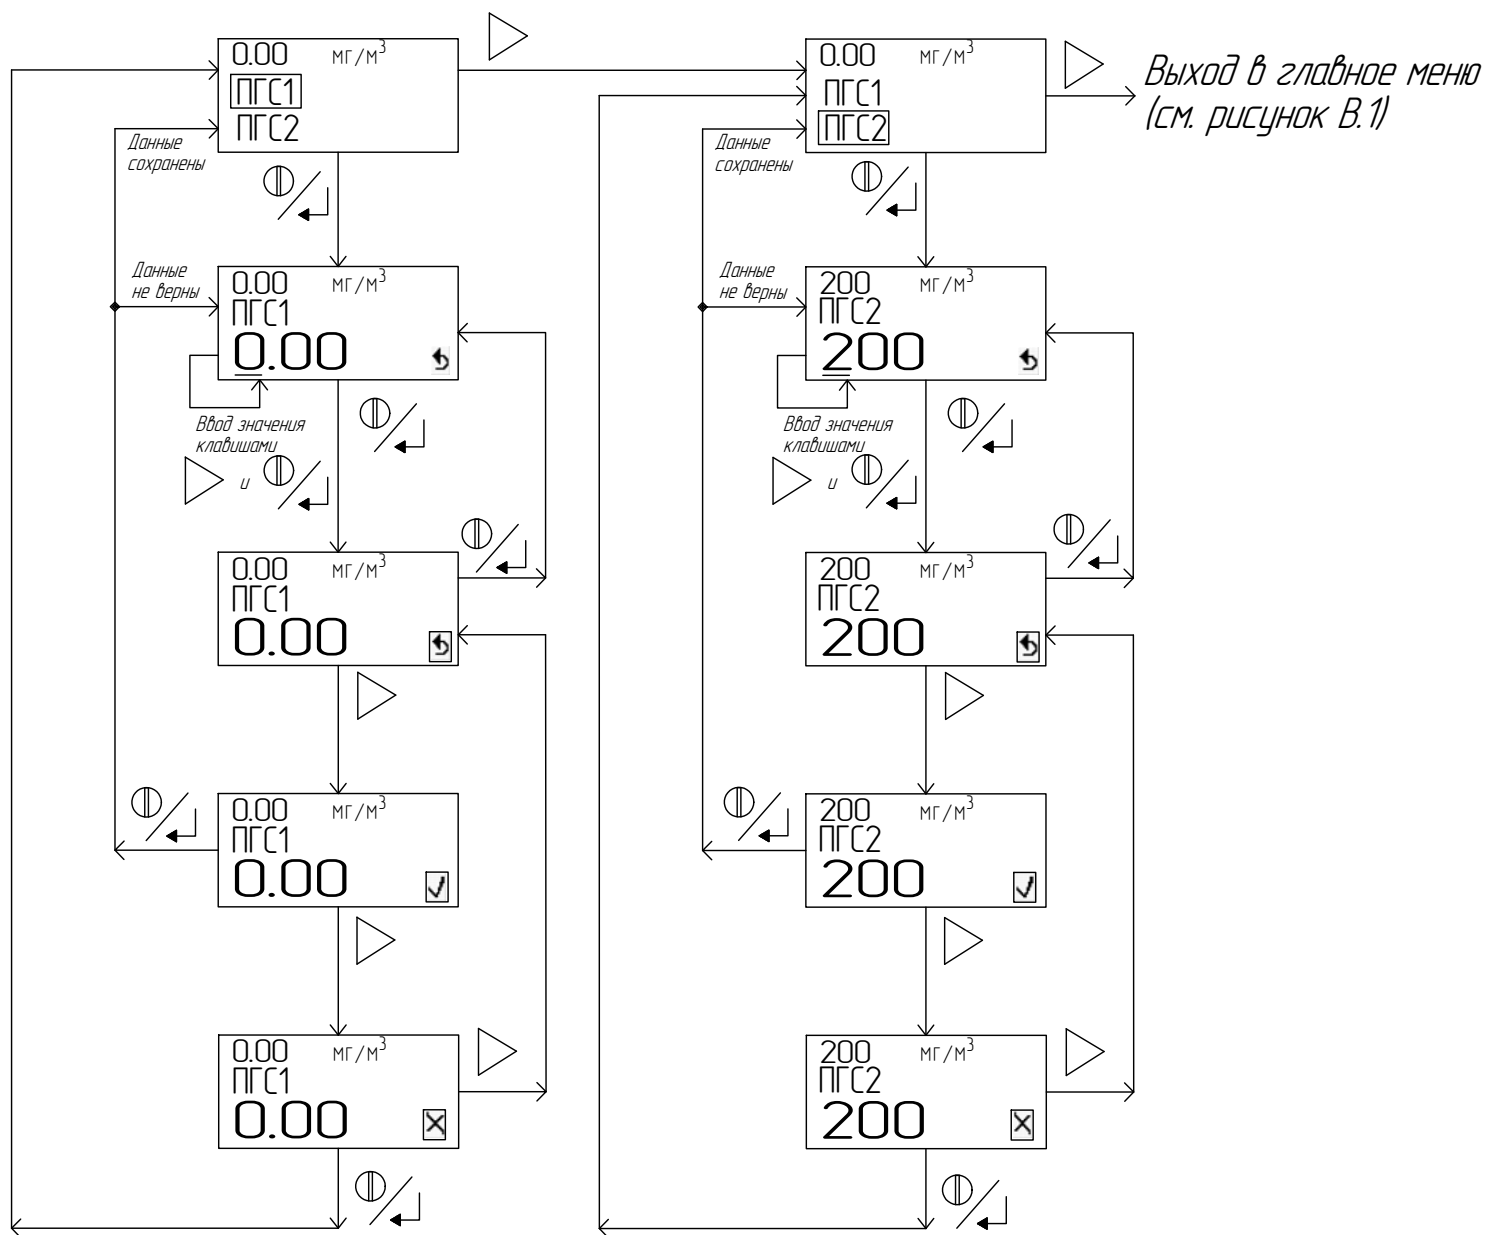 0.00 МГ/М³
ПГС1
ПГС2
0.00 МГ/М³
ПГС1
ПГС2
Выход в главное меню
(см. рисунок В.1)
Данные
сохранены
Данные
сохранены
Данные
не верны
0.00 МГ/М³
ПГС1
0.00
Данные
не верны
200 МГ/М³
ПГС2
200
Ввод значения
клавишами
и
Ввод значения
клавишами
и
0.00 МГ/М³
ПГС1
0.00
200 МГ/М³
ПГС2
200
0.00 МГ/М³
ПГС1
0.00
200 МГ/М³
ПГС2
200
0.00 МГ/М³
ПГС1
0.00
200 МГ/М³
ПГС2
200